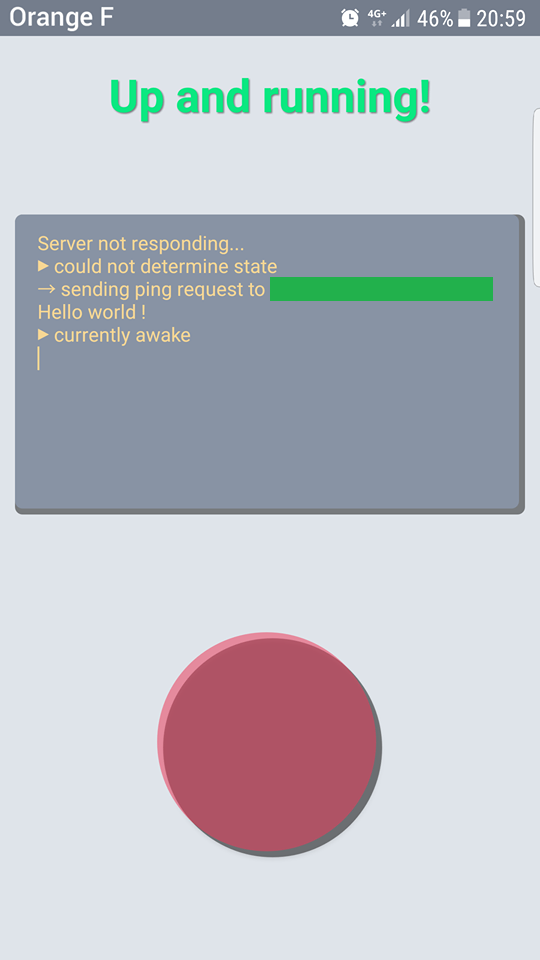 Orange F 4G+ 46% 20:59
Up and running!
Server not responding...
▶ could not determine state
→ sending ping request to
Hello world !
▶ currently awake